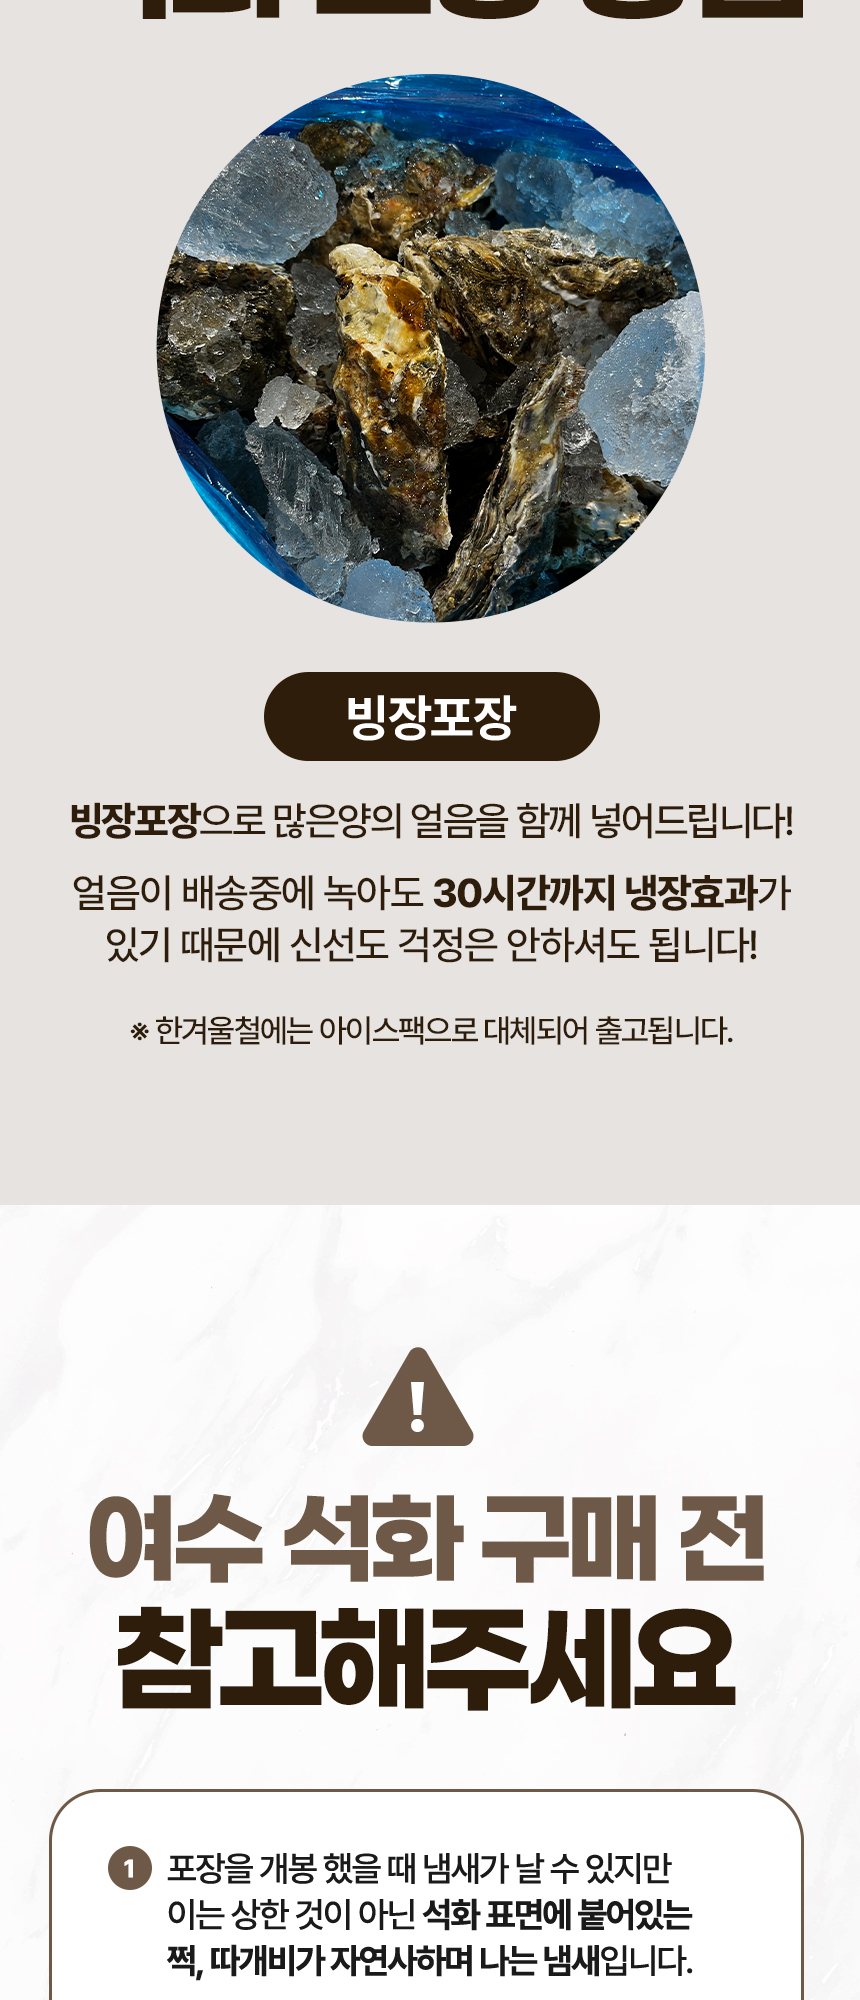 빙장포장
빙장포장으로 많은양의 얼음을 함께 넣어드립니다!
얼음이 배송중에 녹아도 30시간까지 냉장효과가
있기 때문에 신선도 걱정은 안하셔도 됩니다!
※ 한겨울철에는 아이스팩으로 대체되어 출고됩니다.
여수 석화 구매 전
참고해주세요
1 포장을 개봉 했을 때 냄새가 날 수 있지만
이는 상한 것이 아닌 석화 표면에 붙어있는
쩍, 따개비가 자연사하며 나는 냄새입니다.